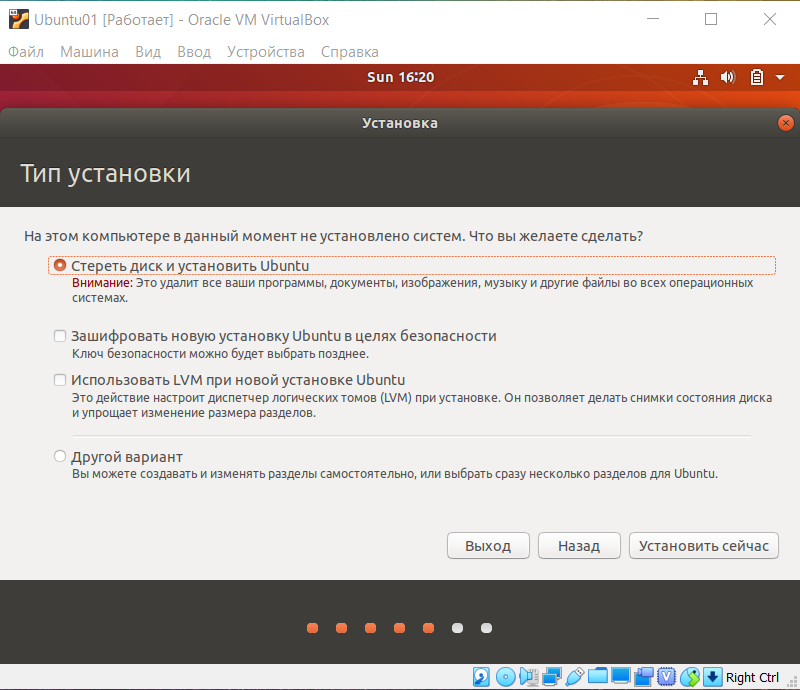 Ubuntu01 [Работает] - Oracle VM VirtualBox
Файл Машина Вид Ввод Устройства Справка
Sun 16:20
Установка
Тип установки
На этом компьютере в данный момент не установлено систем. Что вы желаете сделать?
Стереть диск и установить Ubuntu
Внимание: Это удалит все ваши программы, документы, изображения, музыку и другие файлы во всех операционных
системах.
Зашифровать новую установку Ubuntu в целях безопасности
Ключ безопасности можно будет выбрать позднее.
Использовать LVM при новой установке Ubuntu
Это действие настроит диспетчер логических томов (LVM) при установке. Он позволяет делать снимки состояния диска
и упрощает изменение размера разделов.
Другой вариант
Вы можете создавать и изменять разделы самостоятельно, или выбрать сразу несколько разделов для Ubuntu.
Выход Назад Установить сейчас
Right Ctrl